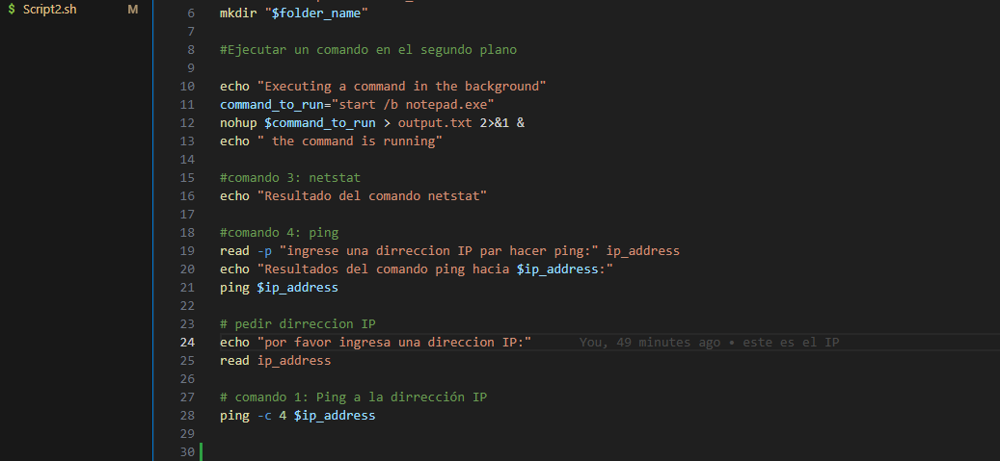 $ Script2.sh M
6 mkdir "$folder_name"
7
8 #Ejecutar un comando en el segundo plano
9
10 echo "Executing a command in the background"
11 command_to_run="start /b notepad.exe"
12 nohup $command_to_run > output.txt 2>&1 &
13 echo " the command is running"
14
15 #comando 3: netstat
16 echo "Resultado del comando netstat"
17
18 #comando 4: ping
19 read -p "ingrese una dirreccion IP par hacer ping:" ip_address
20 echo "Resultados del comando ping hacia $ip_address:"
21 ping $ip_address
22
23 # pedir dirreccion IP
24 echo "por favor ingresa una direccion IP:" You, 49 minutes ago • este es el IP
25 read ip_address
26
27 # comando 1: Ping a la dirrección IP
28 ping -c 4 $ip_address
29
30